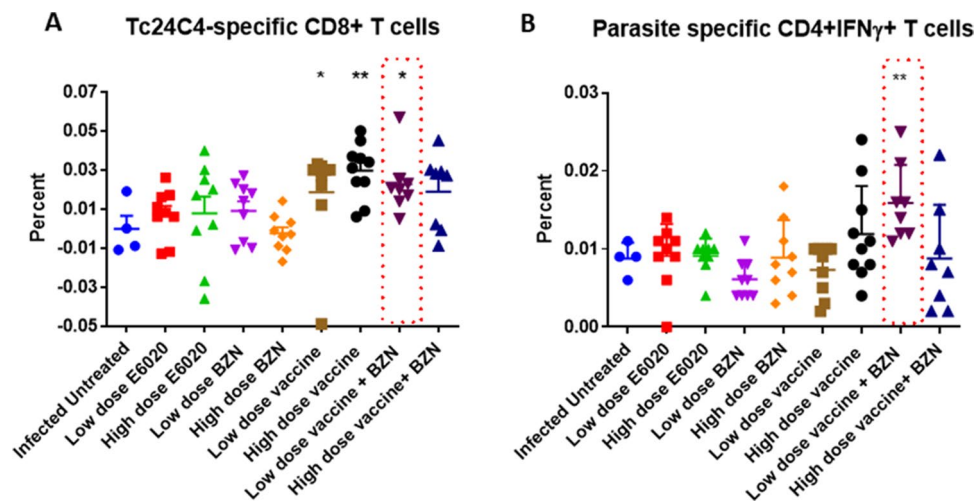 A
Tc24C4-specific CD8+ T cells
Percent
0.07
0.05
0.03
0.01
-0.01
-0.03
-0.05
* ** *
Infected Untreated
Low dose E6020
High dose E6020
Low dose BZN
High dose BZN
Low dose vaccine
High dose vaccine
Low dose vaccine + BZN
High dose vaccine+ BZN
B
Parasite specific CD4+IFNγ+ T cells
Percent
0.03
0.02
0.01
0.00
**
Infected Untreated
Low dose E6020
High dose E6020
Low dose BZN
High dose BZN
Low dose vaccine
High dose vaccine
Low dose vaccine + BZN
High dose vaccine+ BZN